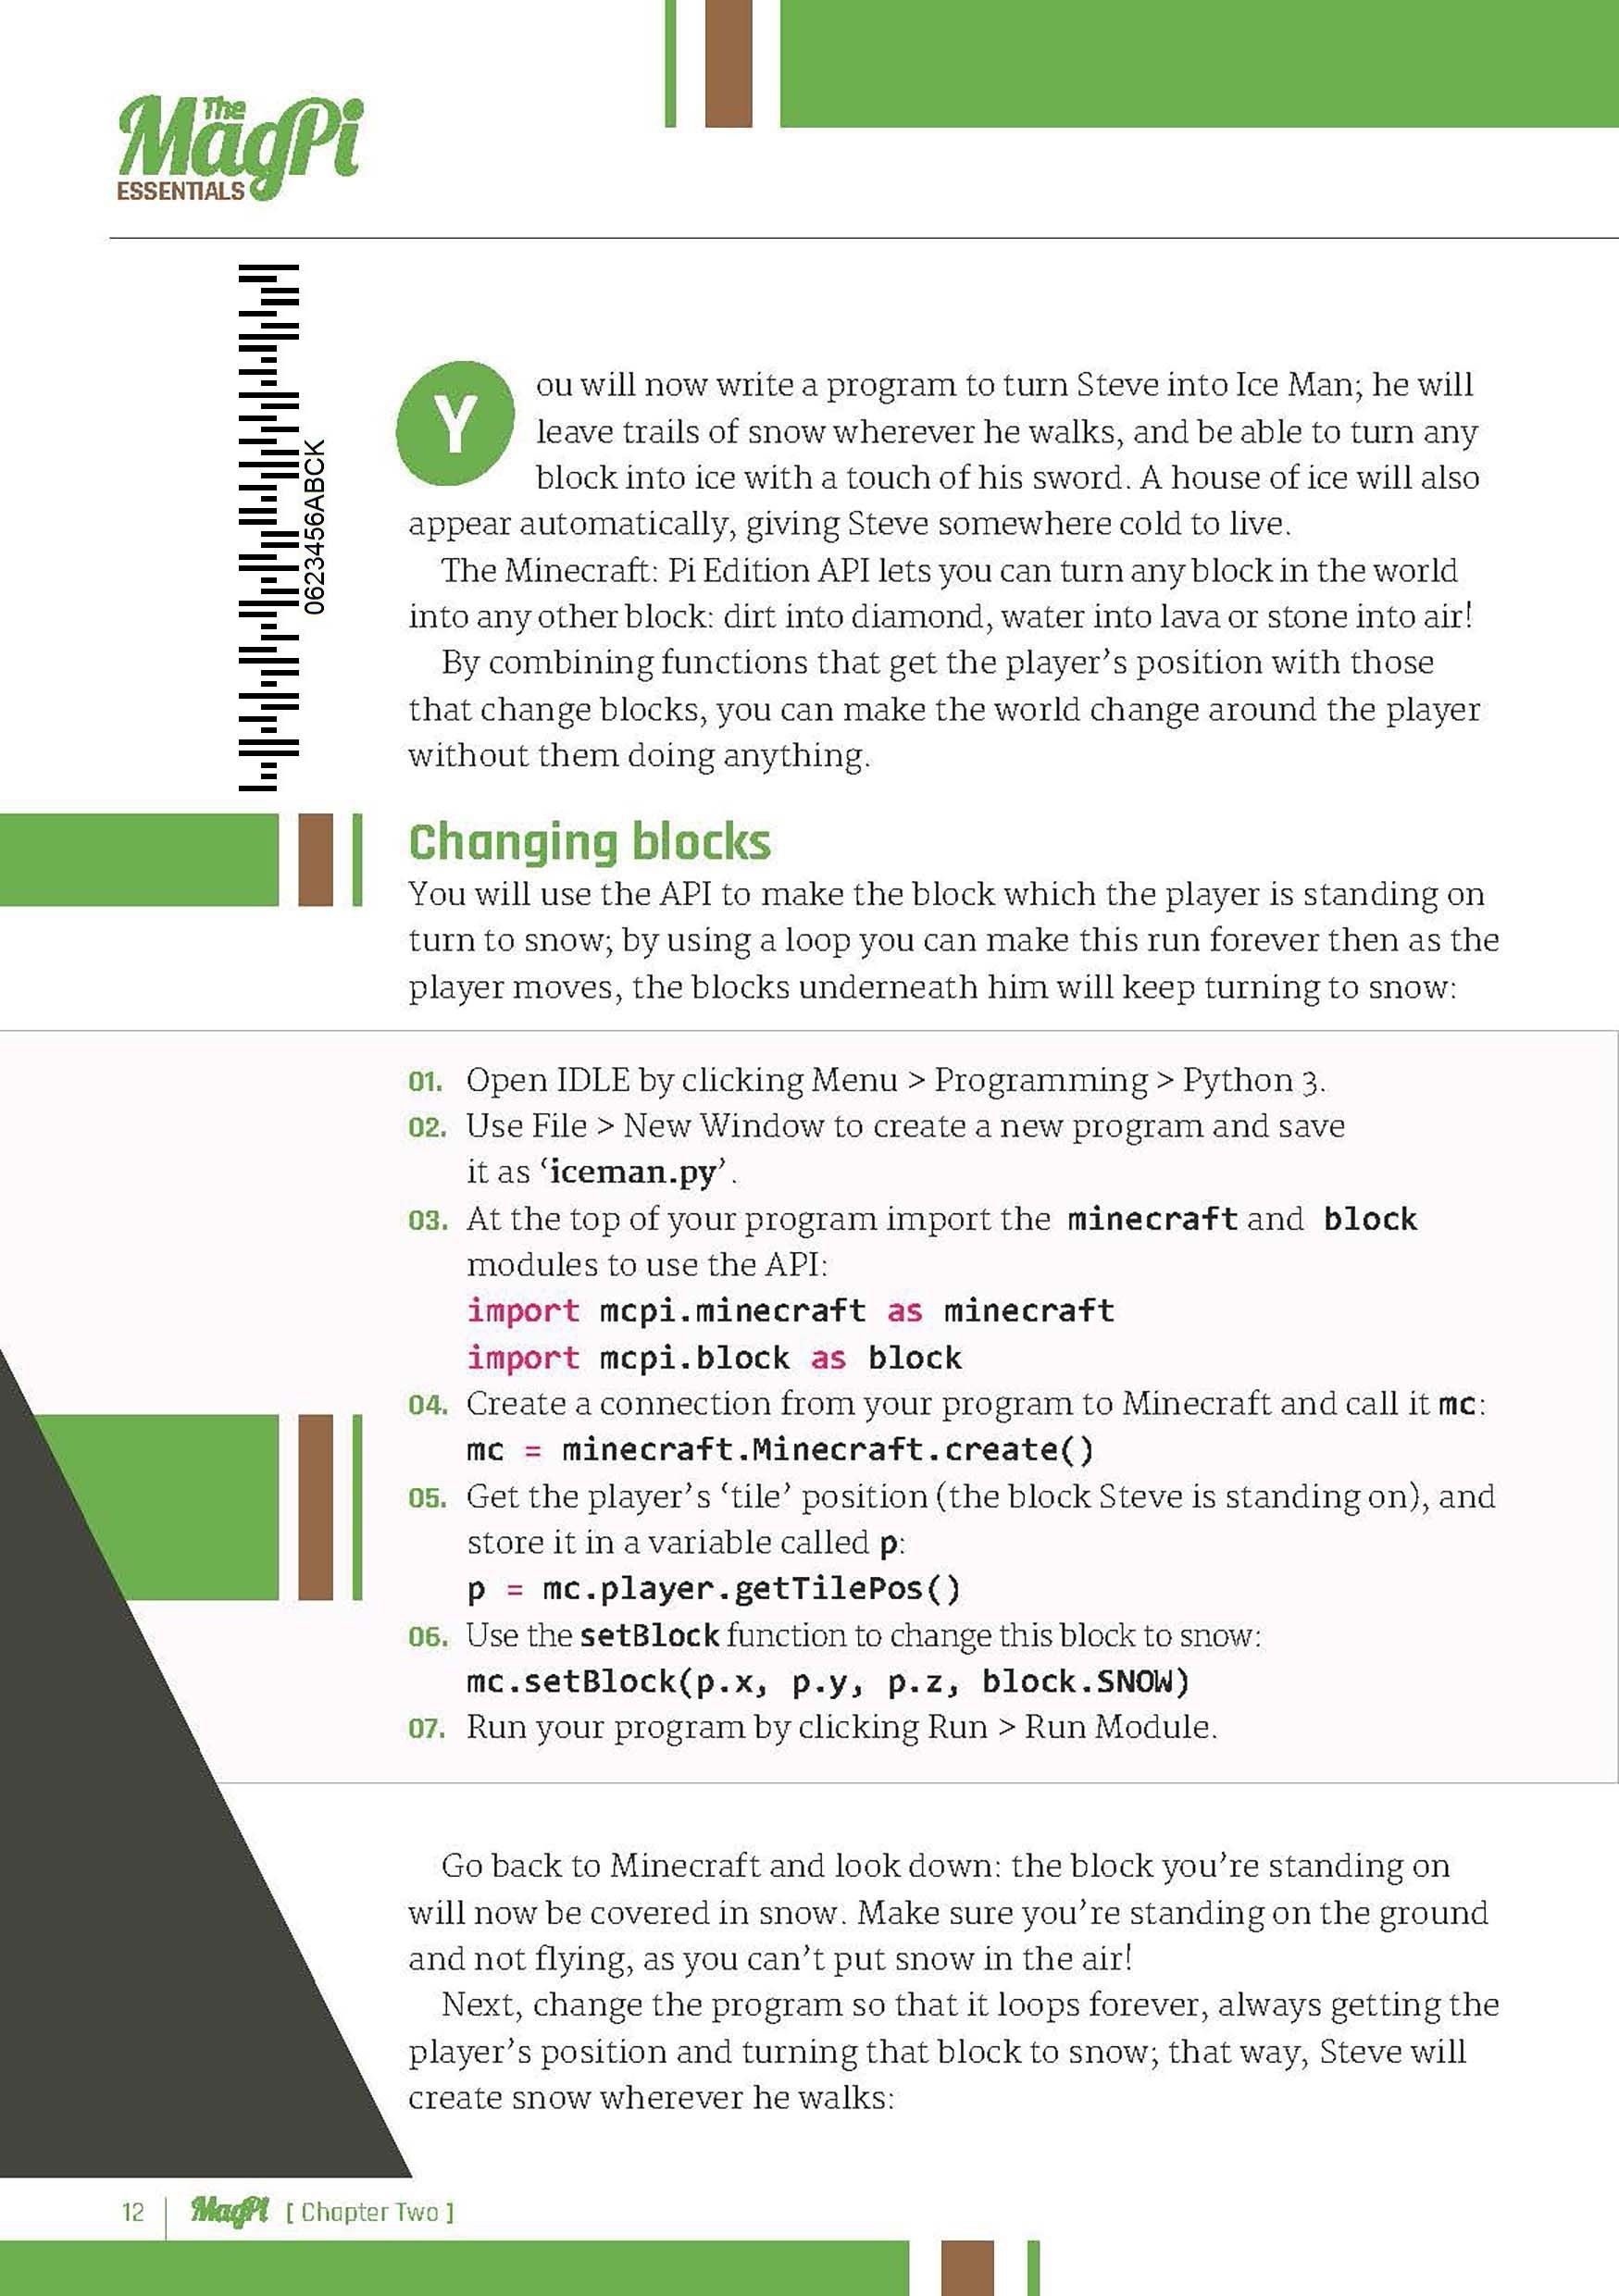 The
MagPi
ESSENTIALS
0623456ABCK
You will now write a program to turn Steve into Ice Man; he will
leave trails of snow wherever he walks, and be able to turn any
block into ice with a touch of his sword. A house of ice will also
appear automatically, giving Steve somewhere cold to live.
The Minecraft: Pi Edition API lets you can turn any block in the world
into any other block: dirt into diamond, water into lava or stone into air!
By combining functions that get the player’s position with those
that change blocks, you can make the world change around the player
without them doing anything.
Changing blocks
You will use the API to make the block which the player is standing on
turn to snow; by using a loop you can make this run forever then as the
player moves, the blocks underneath him will keep turning to snow:
01. Open IDLE by clicking Menu > Programming > Python 3.
02. Use File > New Window to create a new program and save
it as ‘iceman.py’.
03. At the top of your program import the minecraft and block
modules to use the API:
import mcpi.minecraft as minecraft
import mcpi.block as block
04. Create a connection from your program to Minecraft and call it mc:
mc = minecraft.Minecraft.create()
05. Get the player’s ‘tile’ position (the block Steve is standing on), and
store it in a variable called p:
p = mc.player.getTilePos()
06. Use the setBlock function to change this block to snow:
mc.setBlock(p.x, p.y, p.z, block.SNOW)
07. Run your program by clicking Run > Run Module.
Go back to Minecraft and look down: the block you’re standing on
will now be covered in snow. Make sure you’re standing on the ground
and not flying, as you can’t put snow in the air!
Next, change the program so that it loops forever, always getting the
player’s position and turning that block to snow; that way, Steve will
create snow wherever he walks:
12 MagPi [ Chapter Two ]